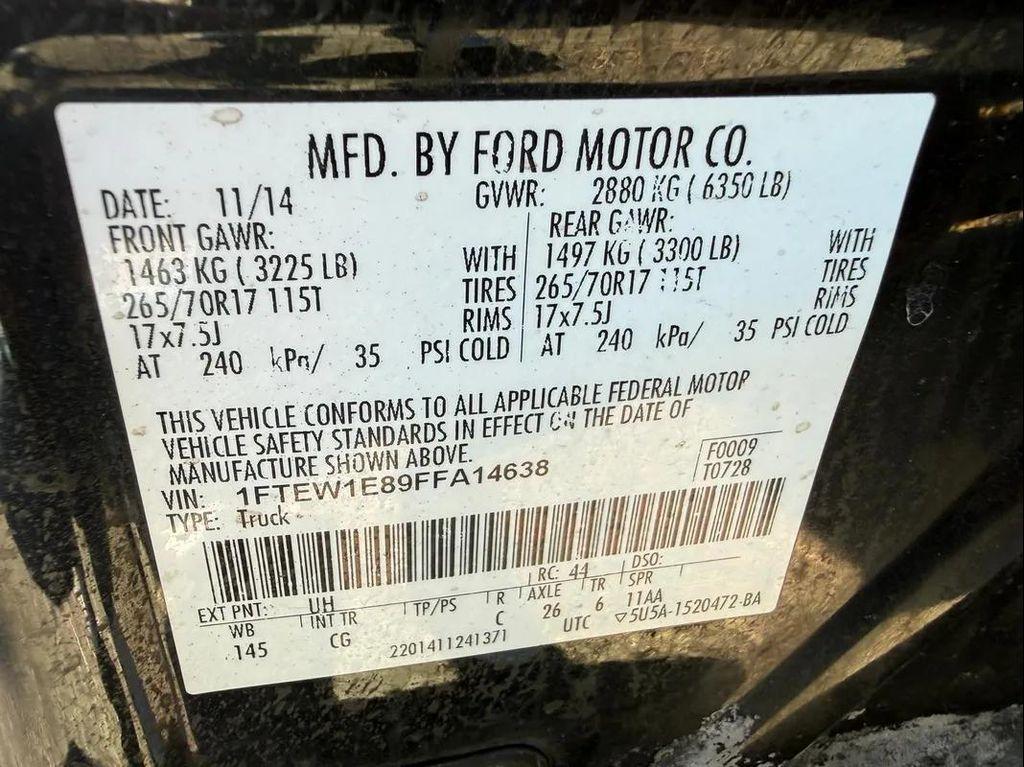 MFD. BY FORD MOTOR CO.
DATE: 11/14 GVWR: 2880 KG ( 6350 LB)
FRONT GAWR: REAR GAWR:
1463 KG ( 3225 LB) WITH 1497 KG ( 3300 LB) WITH
265/70R17 115T TIRES 265/70R17 115T TIRES
17x7.5J RIMS 17x7.5J RIMS
AT 240 kPa/ 35 PSI COLD AT 240 kPa/ 35 PSI COLD
THIS VEHICLE CONFORMS TO ALL APPLICABLE FEDERAL MOTOR
VEHICLE SAFETY STANDARDS IN EFFECT ON THE DATE OF
MANUFACTURE SHOWN ABOVE.
VIN: 1FTEW1E89FFA14638 F0009
TYPE: Truck T0728
EXT PNT: UH RC: 44 DSO:
WB INT TR TP/PS R AXLE TR SPR
145 CG C 26 6 11AA
2201411241371 UTC ▽5U5A-1520472-BA